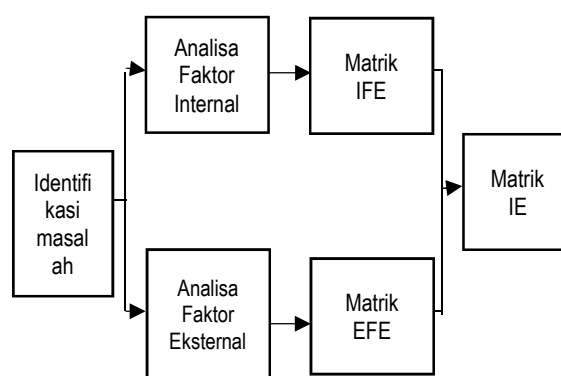 Analisa
Faktor
Internal
Matrik
IFE
Identifi
kasi
masal
ah
Matrik
IE
Analisa
Faktor
Eksternal
Matrik
EFE